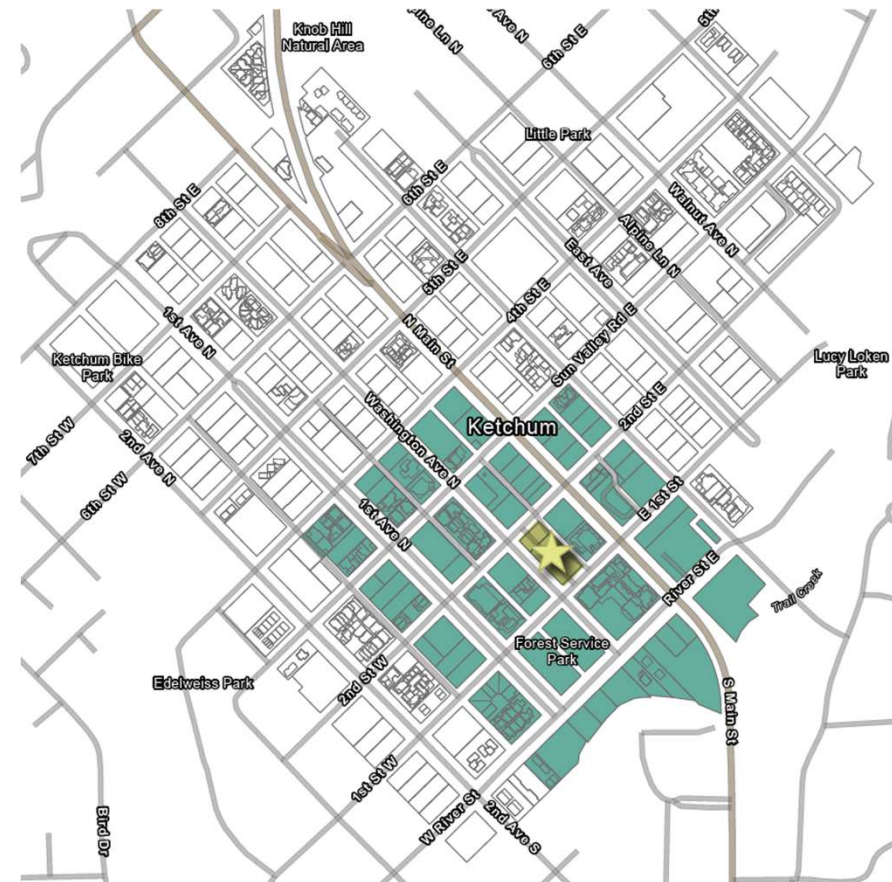 Knob Hill
Natural Area
pine Ln N
Ave N
6th St E
5th
Little Park
8th St E
6th St E
Walnut Ave N
Alpine Ln N
East Ave
5th St E
4th St E
1st Ave N
N Main St
Sun Valley Rd E
Ketchum Bike
Park
Lucy Loken
Park
2nd St E
Washington Ave N
Ketchum
7th St W
2nd Ave N
6th St W
1st Ave N
E 1st St
River St E
Trail Creek
Forest Service
Park
Edelweiss Park
2nd St W
S Main St
1st St W
W River St
2nd Ave S
Bird Dr